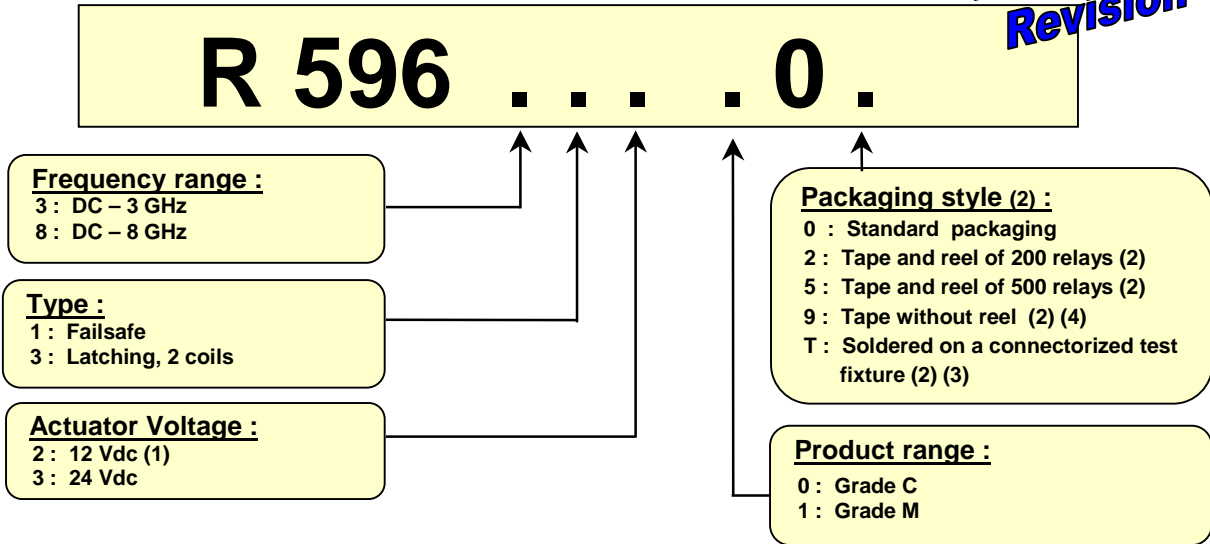 Revision
R 596 . . . . 0 .
Frequency range :
3 : DC – 3 GHz
8 : DC – 8 GHz
Type :
1 : Failsafe
3 : Latching, 2 coils
Actuator Voltage :
2 : 12 Vdc (1)
3 : 24 Vdc
Packaging style (2) :
0 : Standard packaging
2 : Tape and reel of 200 relays (2)
5 : Tape and reel of 500 relays (2)
9 : Tape without reel (2) (4)
T : Soldered on a connectorized test
fixture (2) (3)
Product range :
0 : Grade C
1 : Grade M